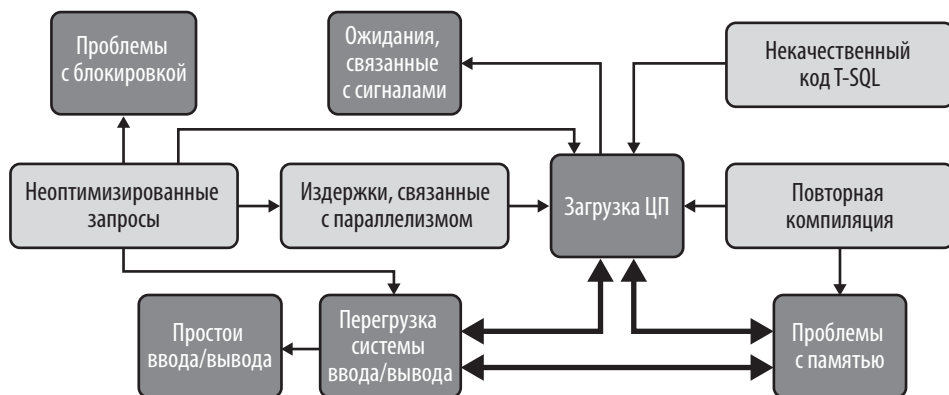 Проблемы
с блокировкой
Ожидания,
связанные
с сигналами
Некачественный
код T-SQL
Неоптимизированные
запросы
Издержки, связанные
с параллелизмом
Загрузка ЦП
Повторная
компиляция
Простои
ввода/вывода
Перегрузка
системы
ввода/вывода
Проблемы
с памятью